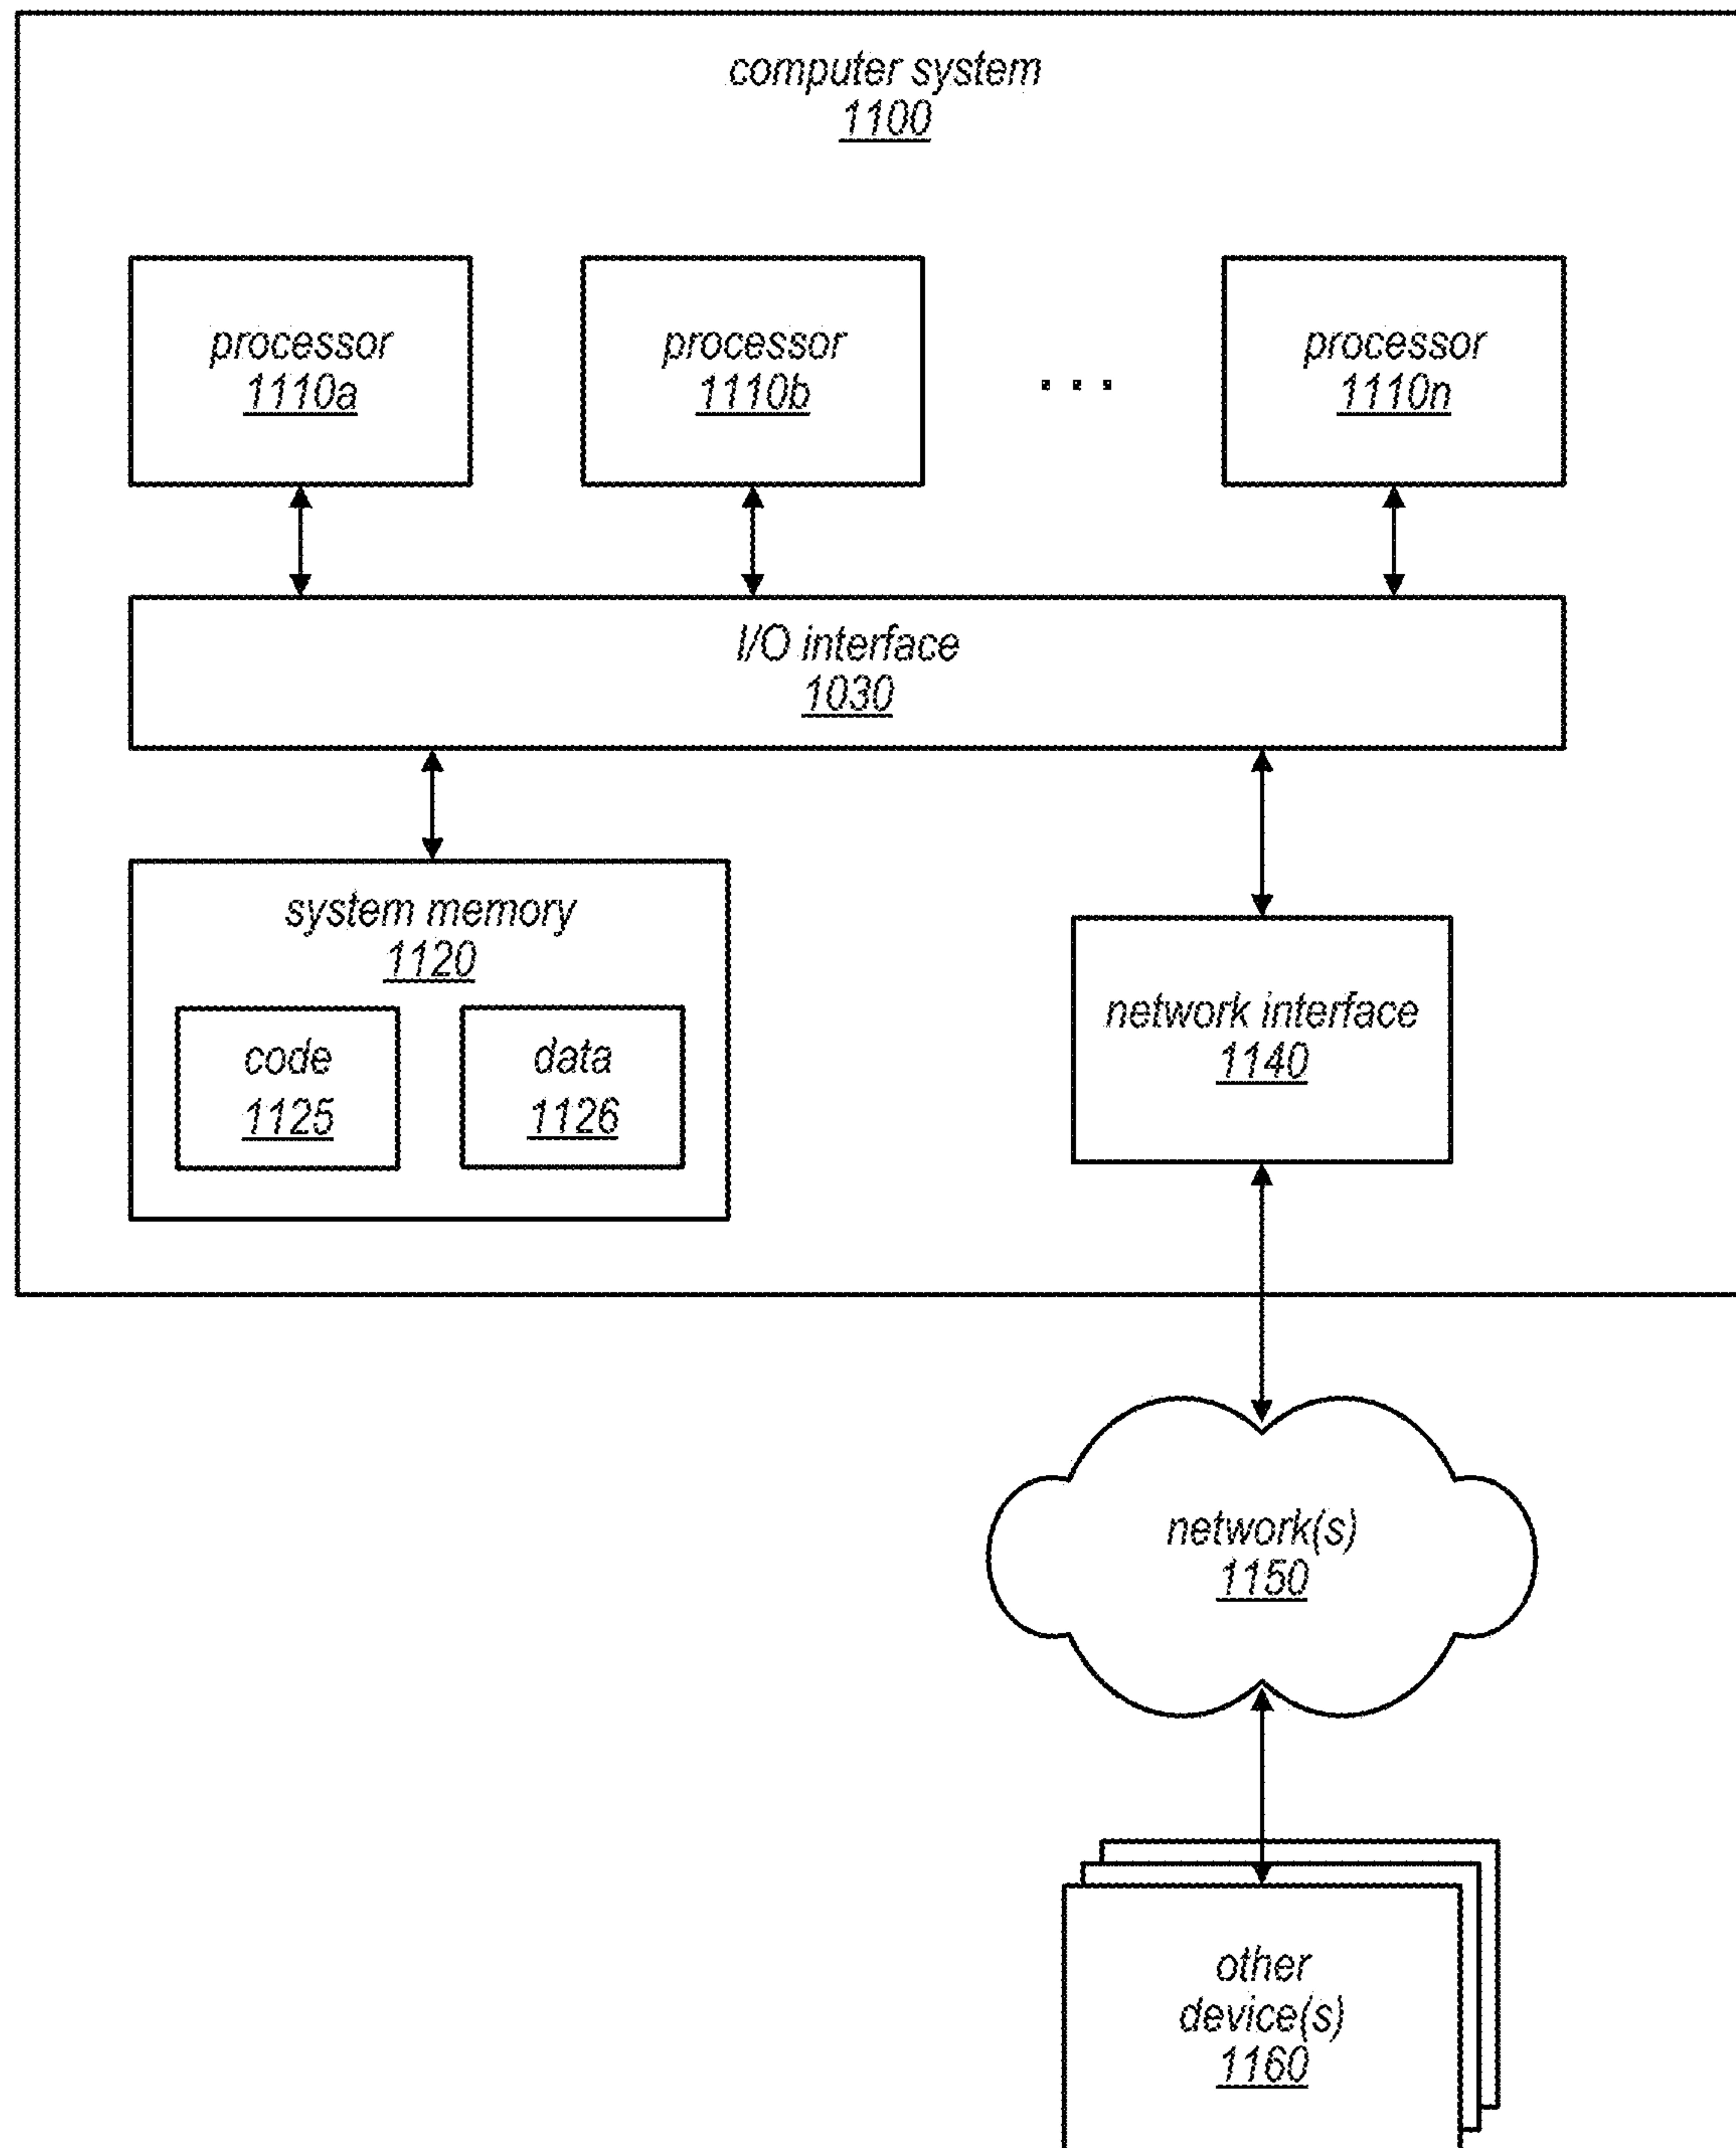 computer system
1100
processor
1110a
processor
1110b
. . .
processor
1110n
I/O interface
1030
system memory
1120
code
1125
data
1126
network interface
1140
network(s)
1150
other
device(s)
1160